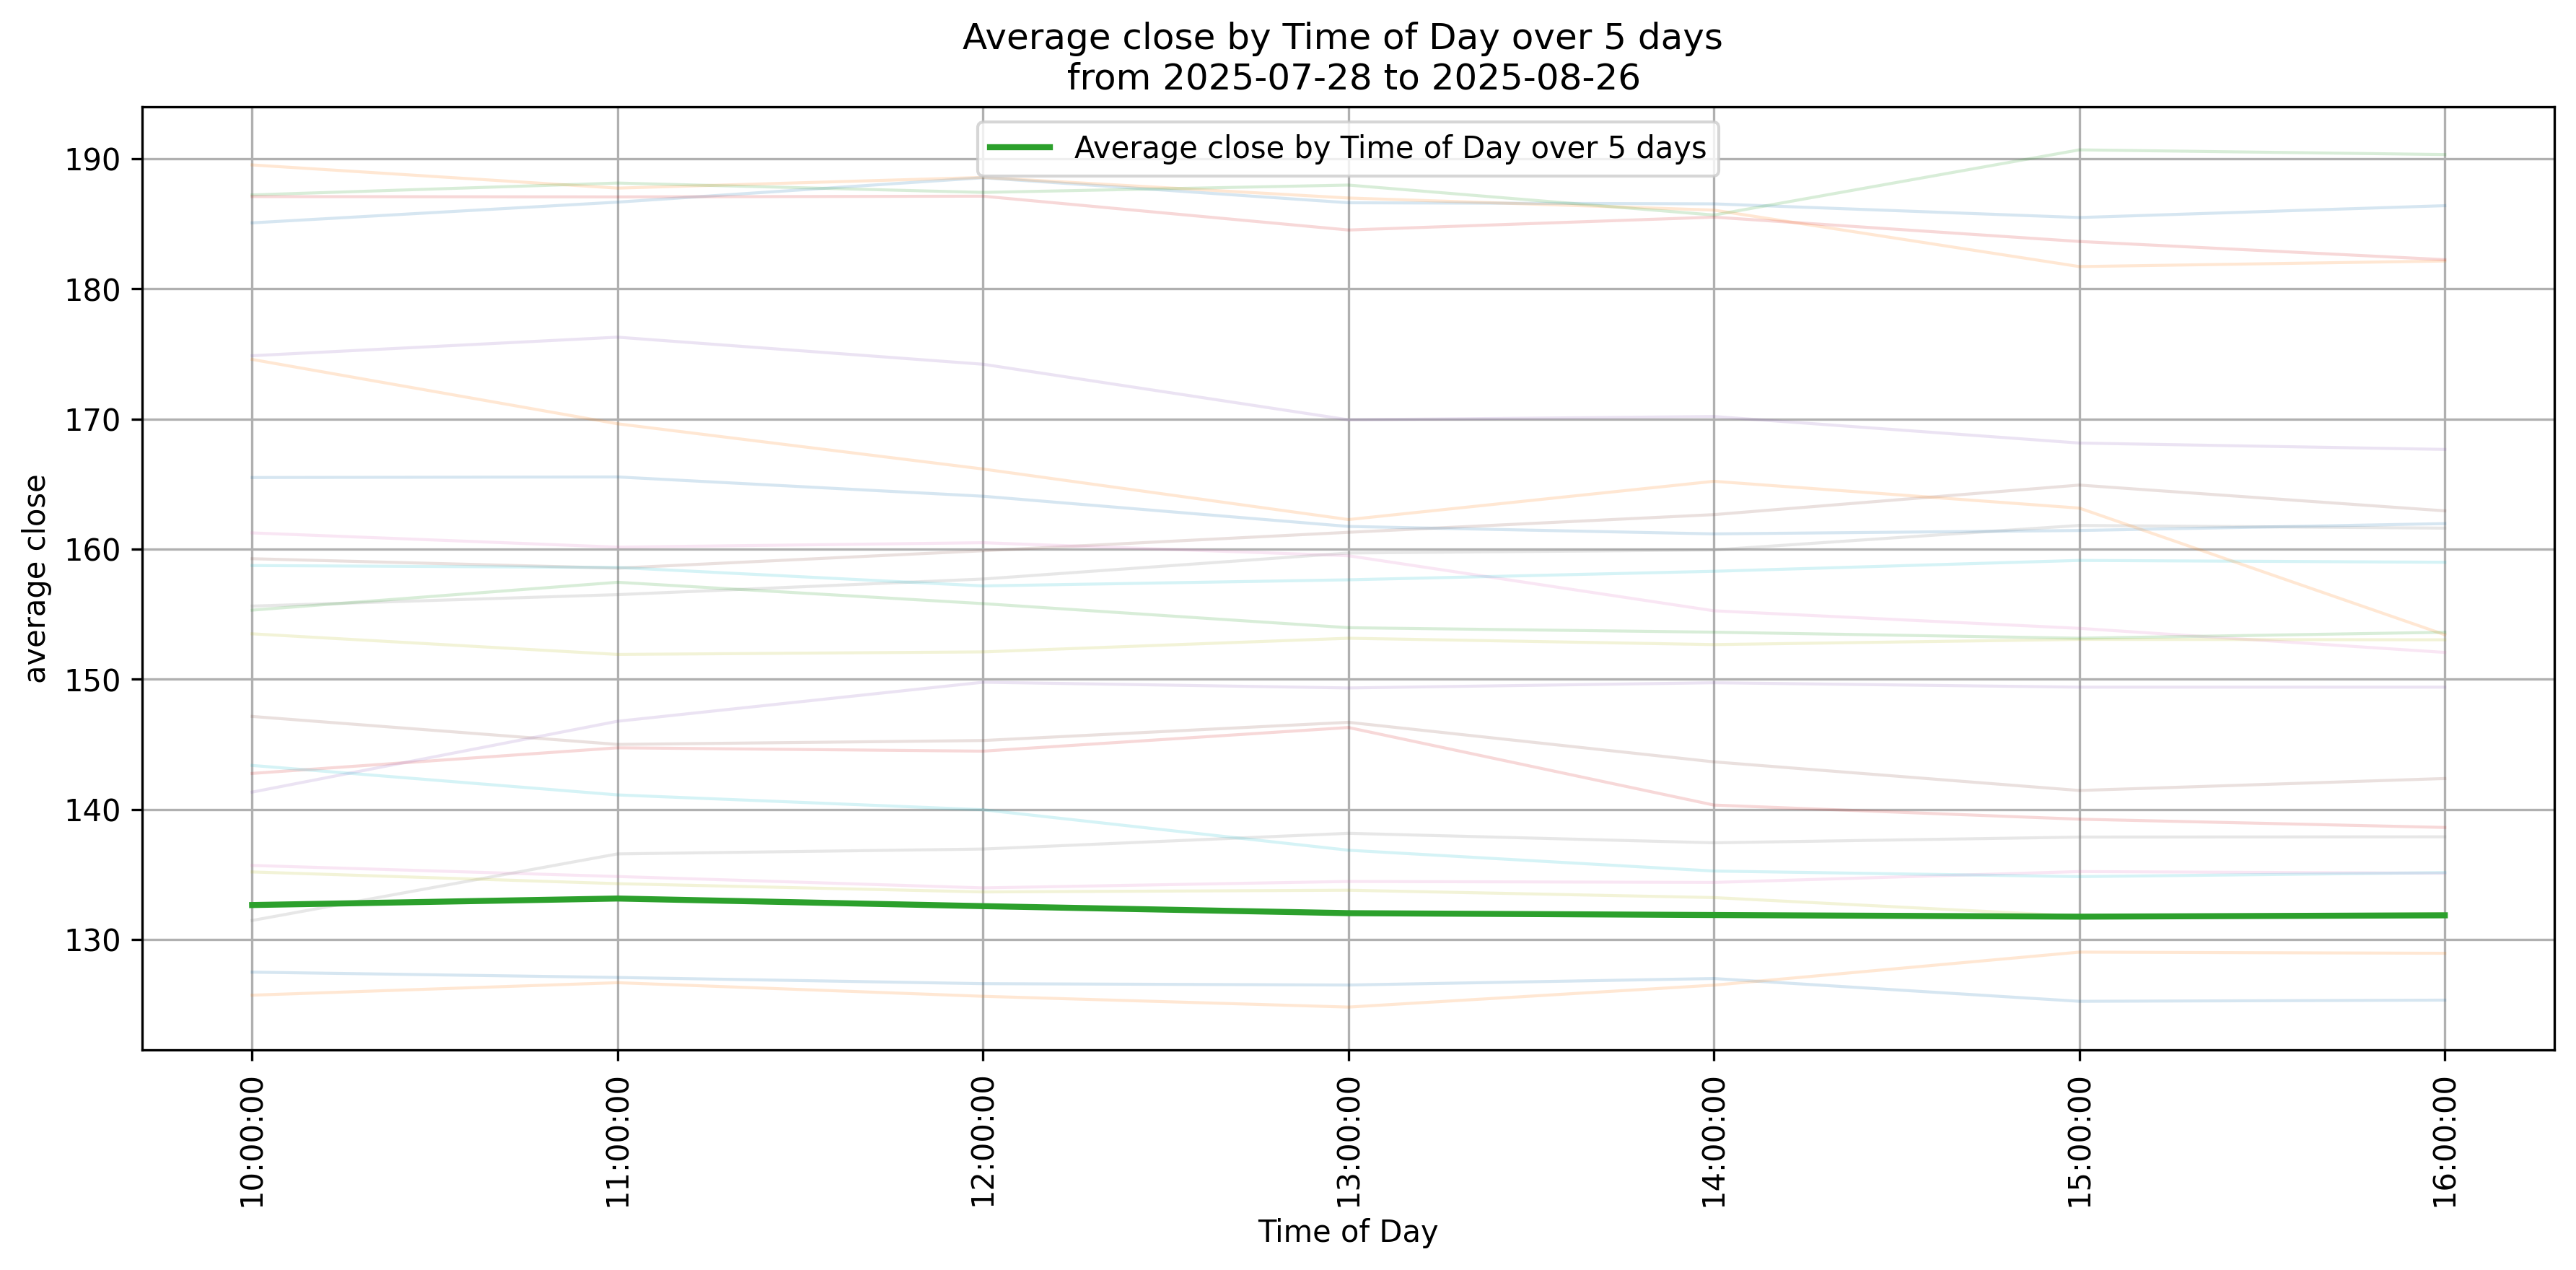 Average close by Time of Day over 5 days
from 2025-07-28 to 2025-08-26
Average close by Time of Day over 5 days
average close
190
180
170
160
150
140
130
10:00:00
11:00:00
12:00:00
13:00:00
14:00:00
15:00:00
16:00:00
Time of Day